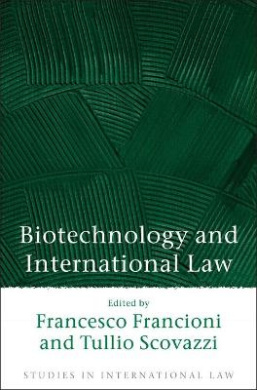 Biotechnology and
International Law
Edited by
Francesco Francioni
and Tullio Scovazzi
STUDIES IN INTERNATIONAL LAW